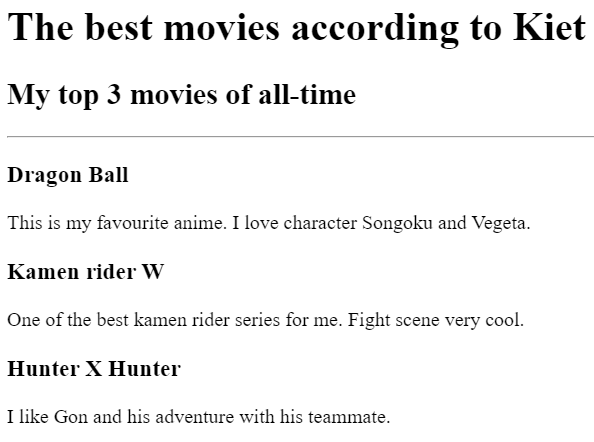 The best movies according to Kiet
My top 3 movies of all-time
Dragon Ball
This is my favourite anime. I love character Songoku and Vegeta.
Kamen rider W
One of the best kamen rider series for me. Fight scene very cool.
Hunter X Hunter
I like Gon and his adventure with his teammate.